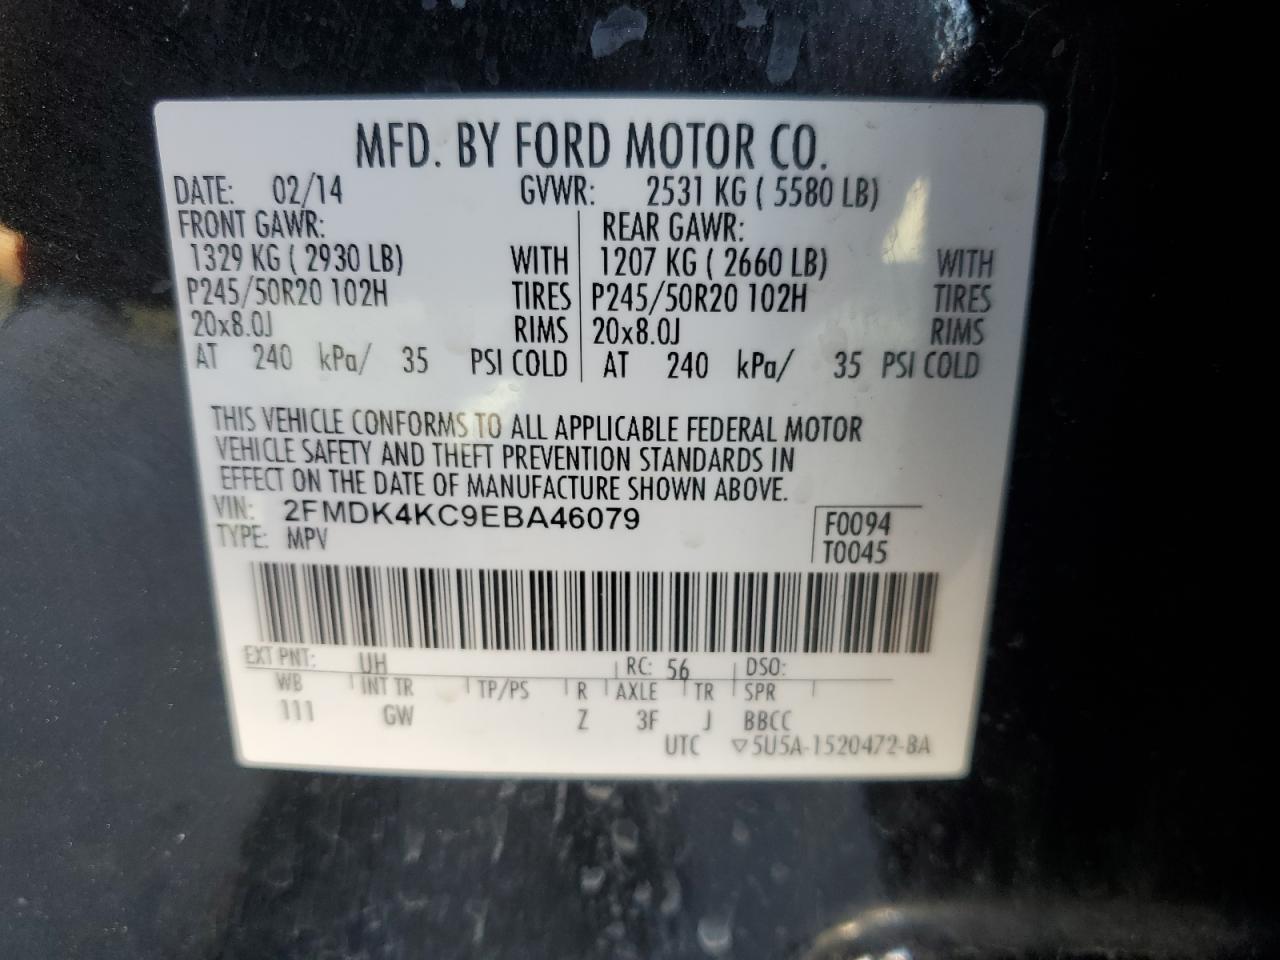 MFD. BY FORD MOTOR CO.
DATE: 02/14 GVWR: 2531 KG ( 5580 LB)
FRONT GAWR: REAR GAWR:
1329 KG ( 2930 LB) WITH 1207 KG ( 2660 LB) WITH
P245/50R20 102H TIRES P245/50R20 102H TIRES
20x8.0J RIMS 20x8.0J RIMS
AT 240 kPa/ 35 PSI COLD AT 240 kPa/ 35 PSI COLD
THIS VEHICLE CONFORMS TO ALL APPLICABLE FEDERAL MOTOR
VEHICLE SAFETY AND THEFT PREVENTION STANDARDS IN
EFFECT ON THE DATE OF MANUFACTURE SHOWN ABOVE.
VIN: 2FMDK4KC9EBA46079 F0094
TYPE: MPV T0045
EXT PNT: UH RC: 56 DSO:
WB INT TR TP/PS R AXLE TR SPR
111 GW Z 3F J BBCC
UTC ▽5U5A-1520472-BA